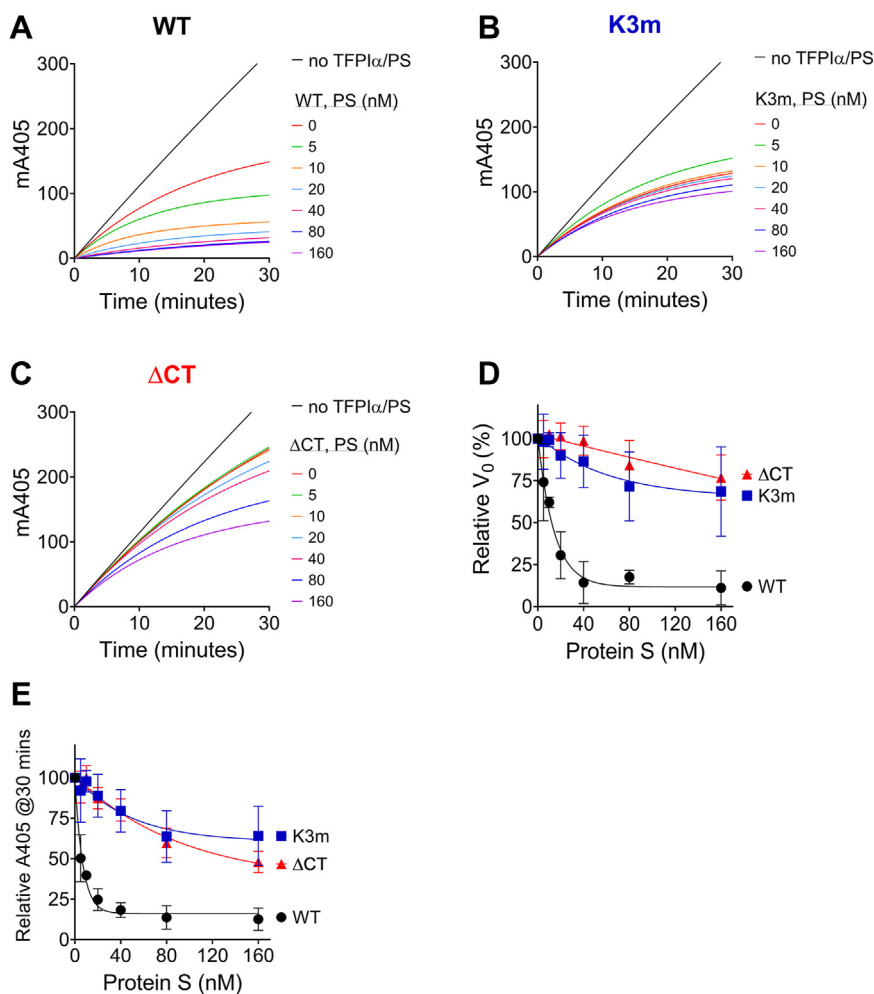 A
WT
300
200
100
0
mA405
0
10
20
30
Time (minutes)
no TFPIα/PS
WT, PS (nM)
0
5
10
20
40
80
160
B
K3m
300
200
100
0
mA405
0
10
20
30
Time (minutes)
no TFPIα/PS
K3m, PS (nM)
0
5
10
20
40
80
160
C
ΔCT
300
200
100
0
mA405
0
10
20
30
Time (minutes)
no TFPIα/PS
ΔCT, PS (nM)
0
5
10
20
40
80
160
D
100
75
50
25
0
Relative V0 (%)
0
40
80
120
160
Protein S (nM)
ΔCT
K3m
WT
E
100
75
50
25
0
Relative A405 @30 mins
0
40
80
120
160
Protein S (nM)
K3m
ΔCT
WT